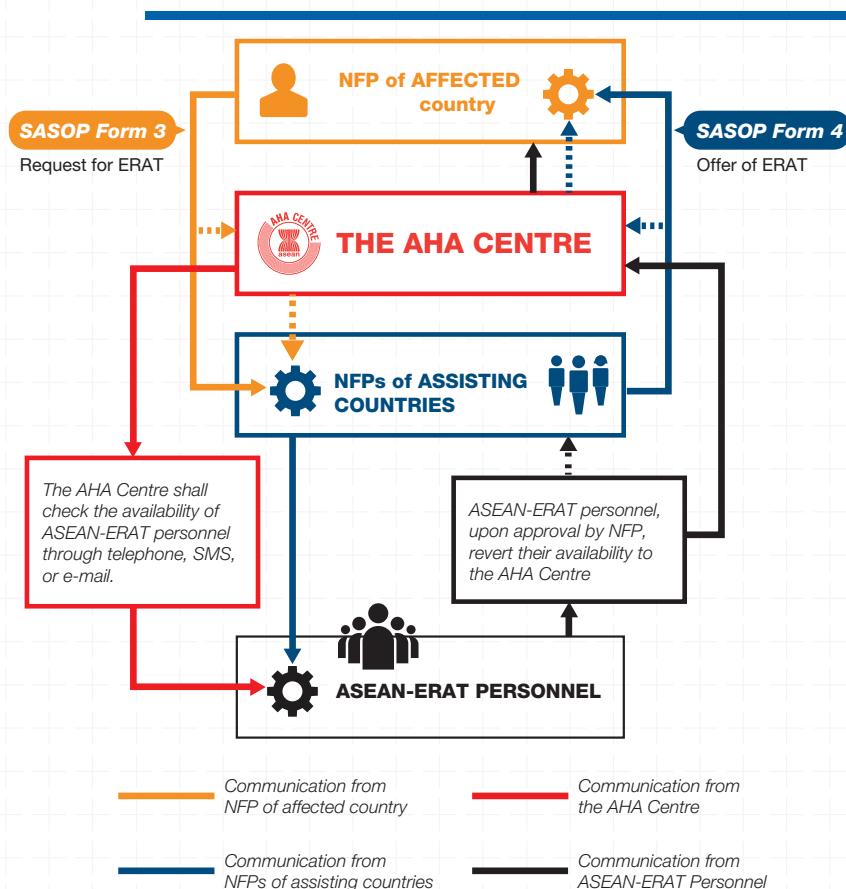 NFP of AFFECTED
country
SASOP Form 3
Request for ERAT
SASOP Form 4
Offer of ERAT
AHA CENTRE
asean
THE AHA CENTRE
NFPs of ASSISTING
COUNTRIES
The AHA Centre shall
check the availability of
ASEAN-ERAT personnel
through telephone, SMS,
or e-mail.
ASEAN-ERAT personnel,
upon approval by NFP,
revert their availability to
the AHA Centre
ASEAN-ERAT PERSONNEL
Communication from
NFP of affected country
Communication from
the AHA Centre
Communication from
NFPs of assisting countries
Communication from
ASEAN-ERAT Personnel